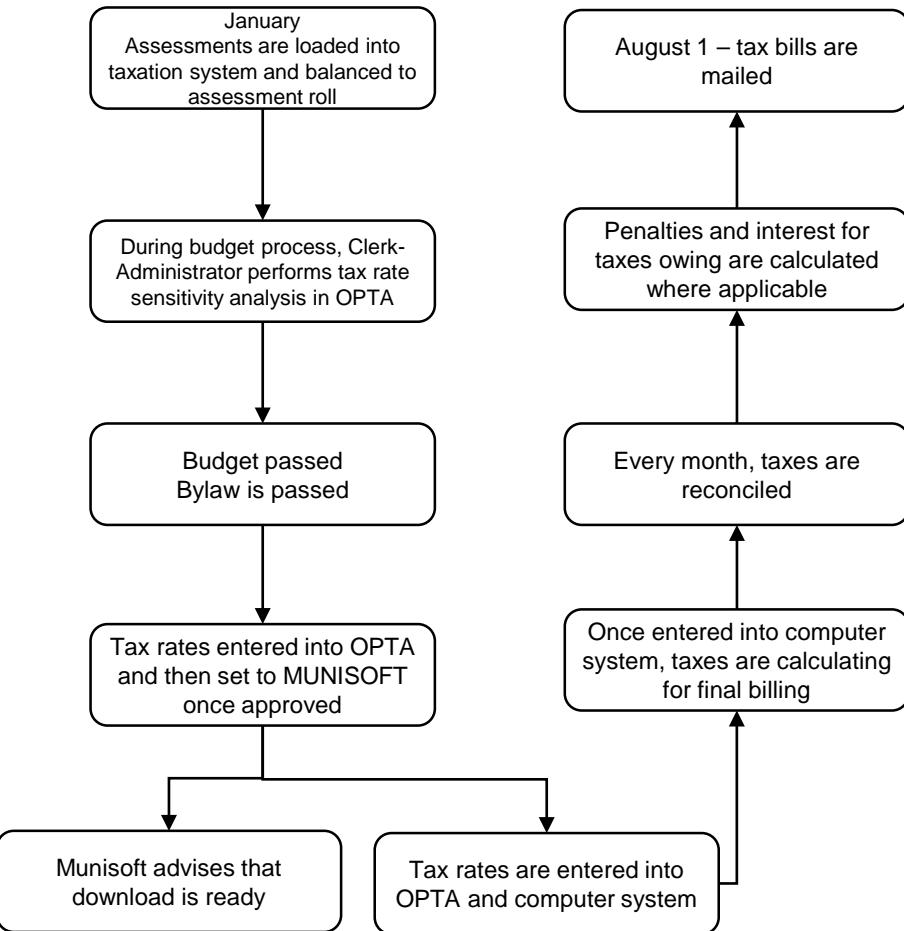 January
Assessments are loaded into
taxation system and balanced to
assessment roll
During budget process, Clerk-
Administrator performs tax rate
sensitivity analysis in OPTA
Budget passed
Bylaw is passed
Tax rates entered into OPTA
and then set to MUNISOFT
once approved
Munisoft advises that
download is ready
Tax rates are entered into
OPTA and computer system
Once entered into computer
system, taxes are calculating
for final billing
Every month, taxes are
reconciled
Penalties and interest for
taxes owing are calculated
where applicable
August 1 – tax bills are
mailed